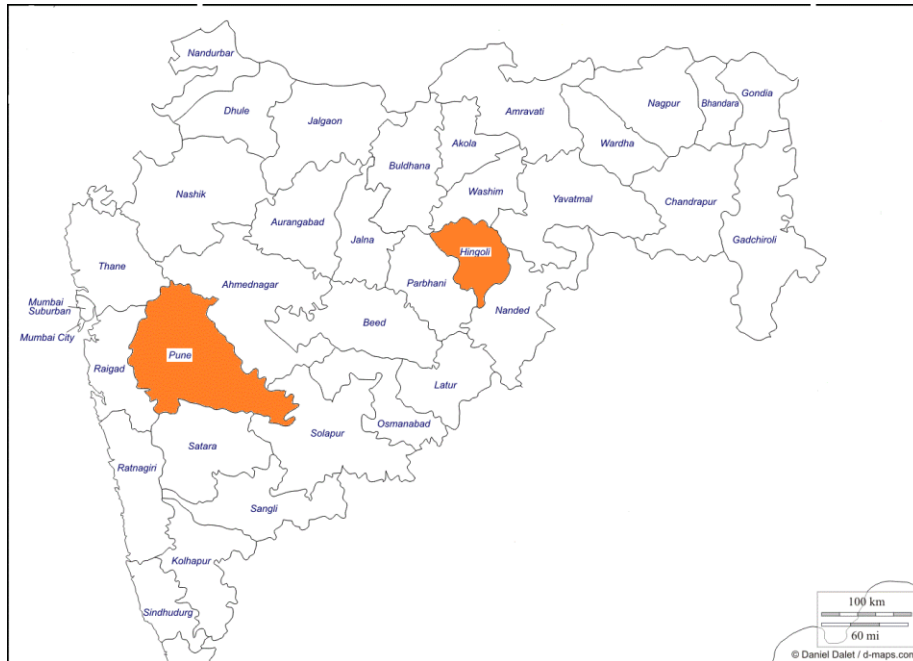 Nandurbar
Dhule
Jalgaon
Buldhana
Akola
Amravati
Nagpur
Bhandara
Gondia
Wardha
Nashik
Aurangabad
Jalna
Washim
Yavatmal
Chandrapur
Gadchiroli
Hingoli
Thane
Ahmednagar
Parbhani
Nanded
Mumbai
Suburban
Mumbai City
Beed
Raigad
Pune
Latur
Osmanabad
Solapur
Satara
Ratnagiri
Sangli
Kolhapur
Sindhudurg
100 km
60 mi
© Daniel Dalet / d-maps.com